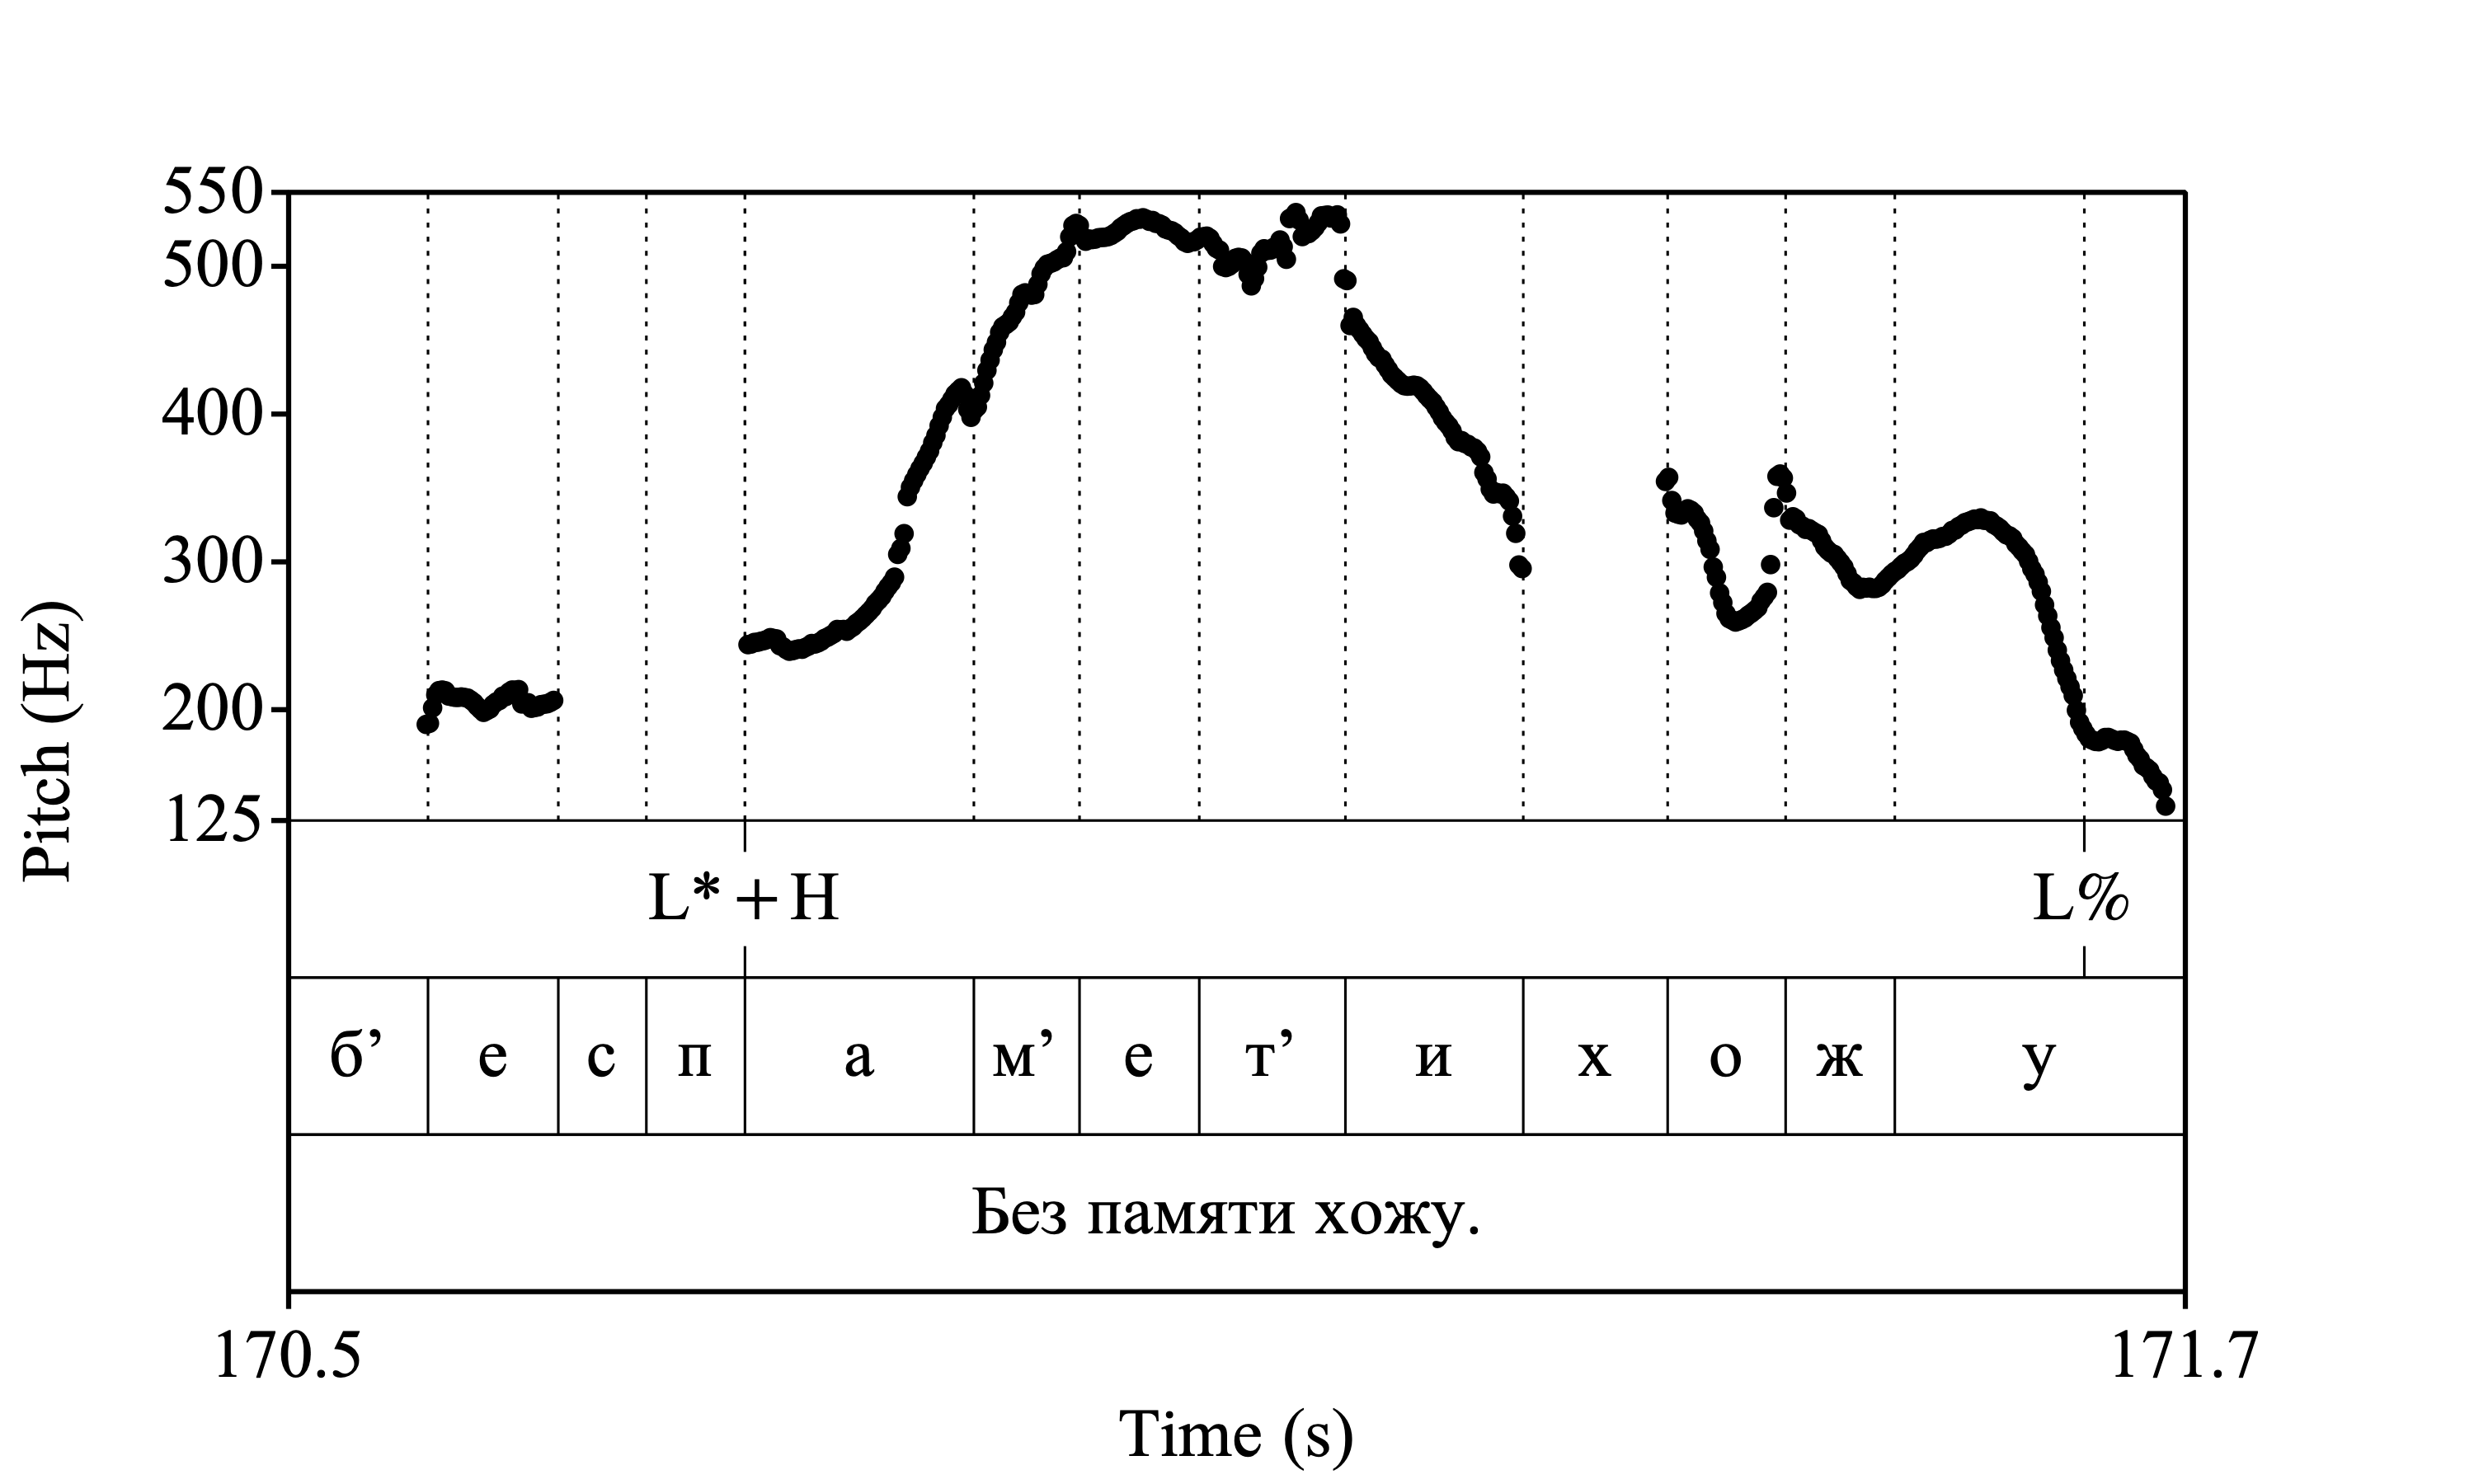 550
500
400
300
200
125
Pitch (Hz)
L*+H L%
б’ е с п а м’ е т’ и х о ж у
Без памяти хожу.
170.5 171.7
Time (s)